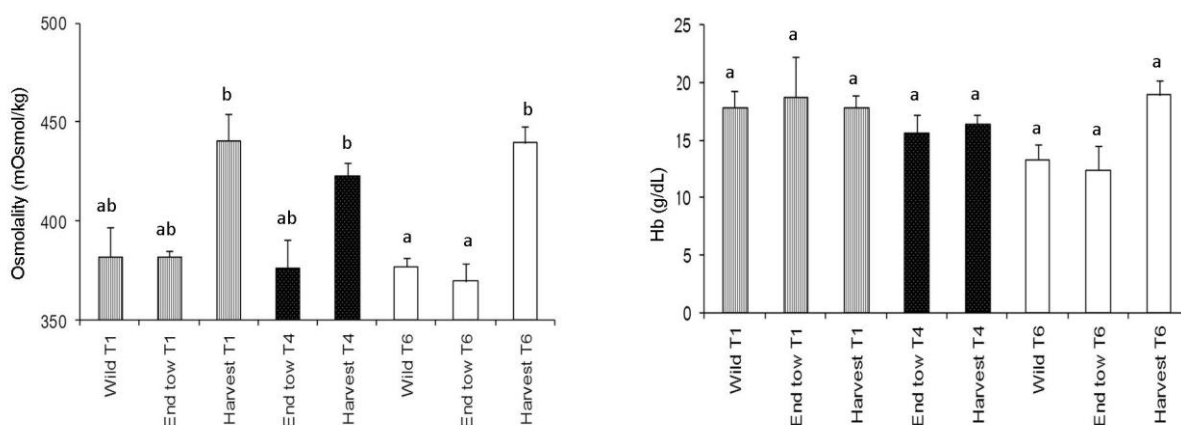 Osmolality (mOsmol/kg)
500
450
400
350
ab
ab
b
ab
b
a
a
b
Wild T1
End tow T1
Harvest T1
End tow T4
Harvest T4
Wild T6
End tow T6
Harvest T6
Hb (g/dL)
25
20
15
10
5
0
a
a
a
a
a
a
a
a
Wild T1
End tow T1
Harvest T1
End tow T4
Harvest T4
Wild T6
End tow T6
Harvest T6